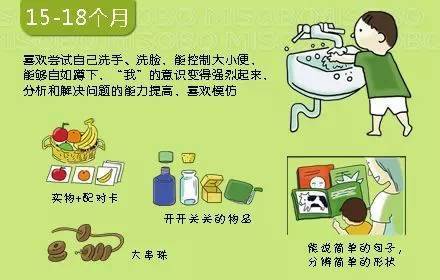 15-18个月
喜欢尝试自己洗手、洗脸、能控制大小便、
能够自如蹲下、“我”的意识变得强烈起来、
分析和解决问题的能力提高、喜欢模仿
实物+配对卡
开开关关的物品
大串珠
能说简单的句子，
分辨简单的形状